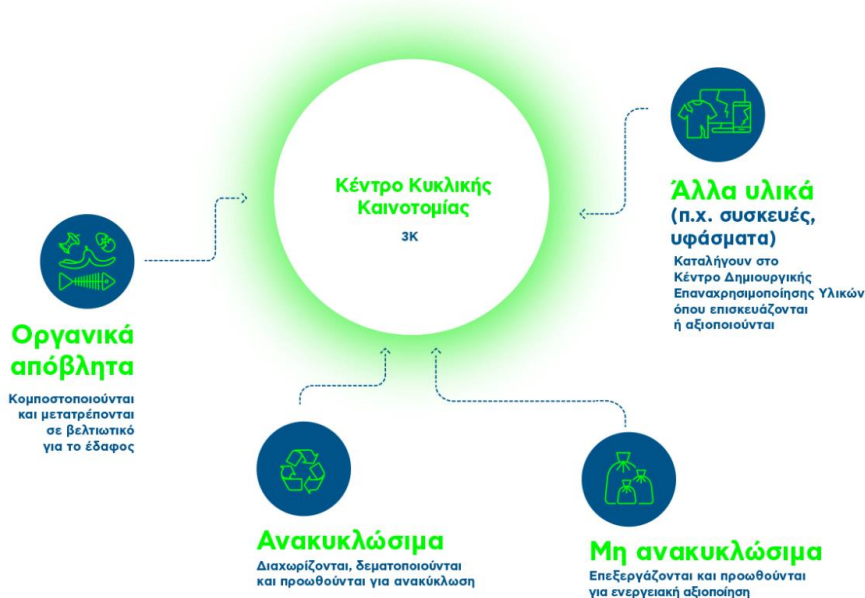 Κέντρο Κυκλικής
Καινοτομίας
3Κ
Άλλα υλικά
(π.χ. συσκευές,
υφάσματα)
Καταλήγουν στο
Κέντρο Δημιουργικής
Επαναχρησιμοποίησης Υλικών
όπου επισκευάζονται
ή αξιοποιούνται
Οργανικά
απόβλητα
Κομποστοποιούνται
και μετατρέπονται
σε βελτιωτικό
για το έδαφος
Ανακυκλώσιμα
Διαχωρίζονται, δεματοποιούνται
και προωθούνται για ανακύκλωση
Μη ανακυκλώσιμα
Επεξεργάζονται και προωθούνται
για ενεργειακή αξιοποίηση